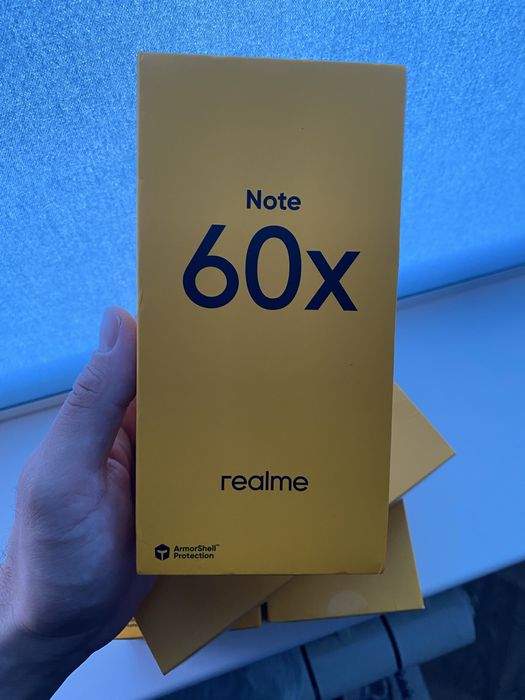 Note
60x
realme
ArmorShell™
Protection